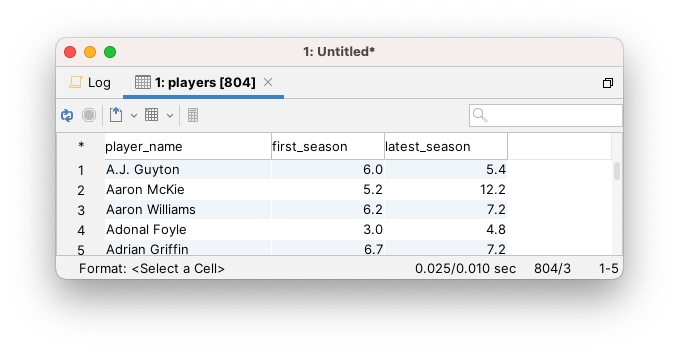 1: Untitled*
Log 1: players [804]
* player_name first_season latest_season
1 A.J. Guyton 6.0 5.4
2 Aaron McKie 5.2 12.2
3 Aaron Williams 6.2 7.2
4 Adonal Foyle 3.0 4.8
5 Adrian Griffin 6.7 7.2
Format: <Select a Cell> 0.025/0.010 sec 804/3 1-5